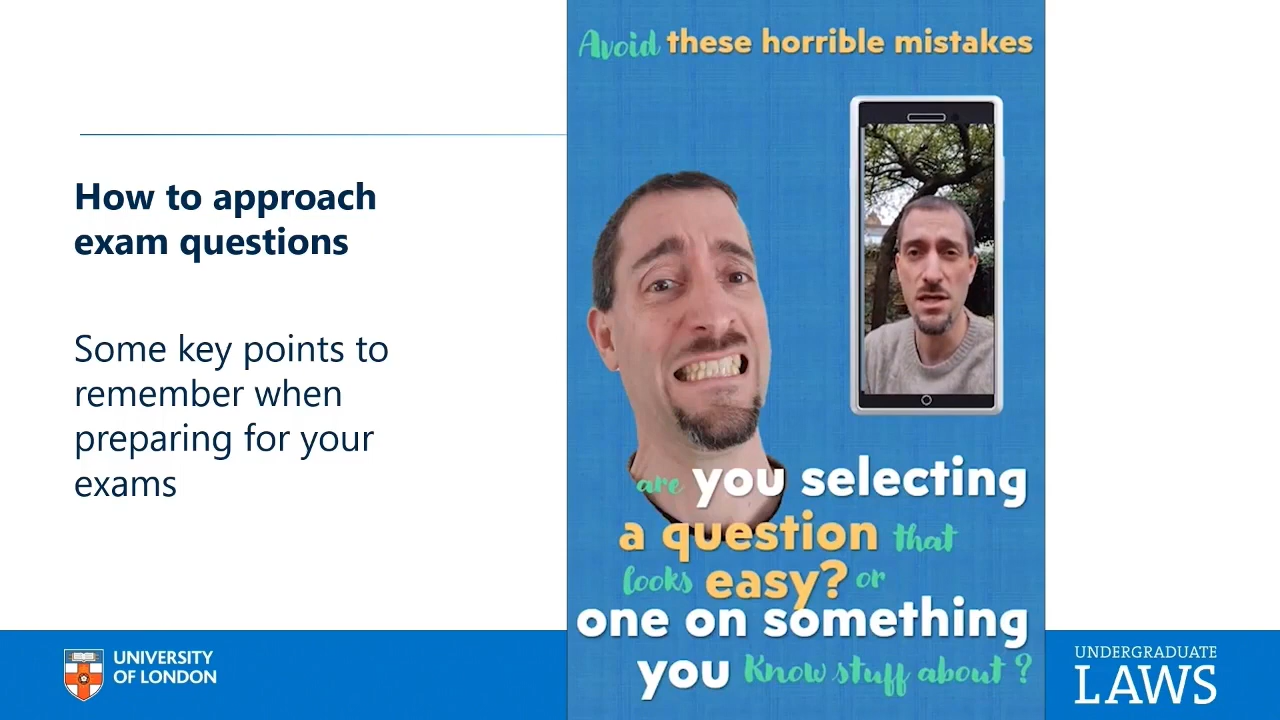 Avoid these horrible mistakes
How to approach
exam questions
Some key points to
remember when
preparing for your
exams
are you selecting
a question that
looks easy? or
one on something
you Know stuff about ?
UNIVERSITY
OF LONDON
UNDERGRADUATE
LAWS